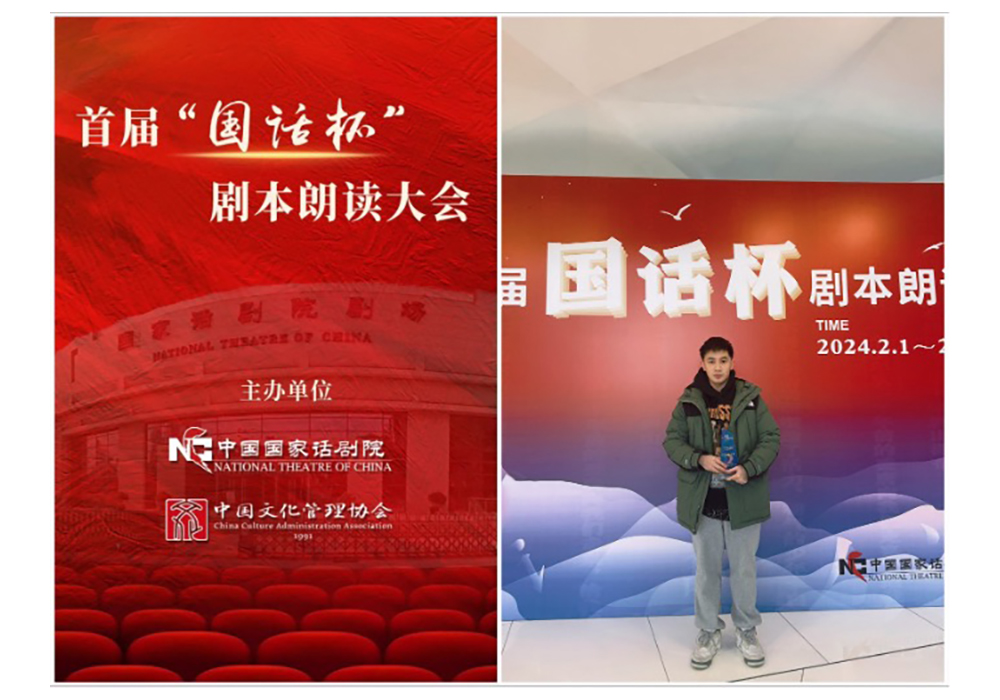 首届“国话杯”
剧本朗读大会
国家话剧院剧场
NATIONAL THEATRE OF CHINA
主办单位
NC
中国国家话剧院
NATIONAL THEATRE OF CHINA
中国文化管理协会
China Culture Administration Association
1991
届国话杯剧本朗
TIME
2024.2.1～2
NC
中国国家话
NATIONAL THEATRE